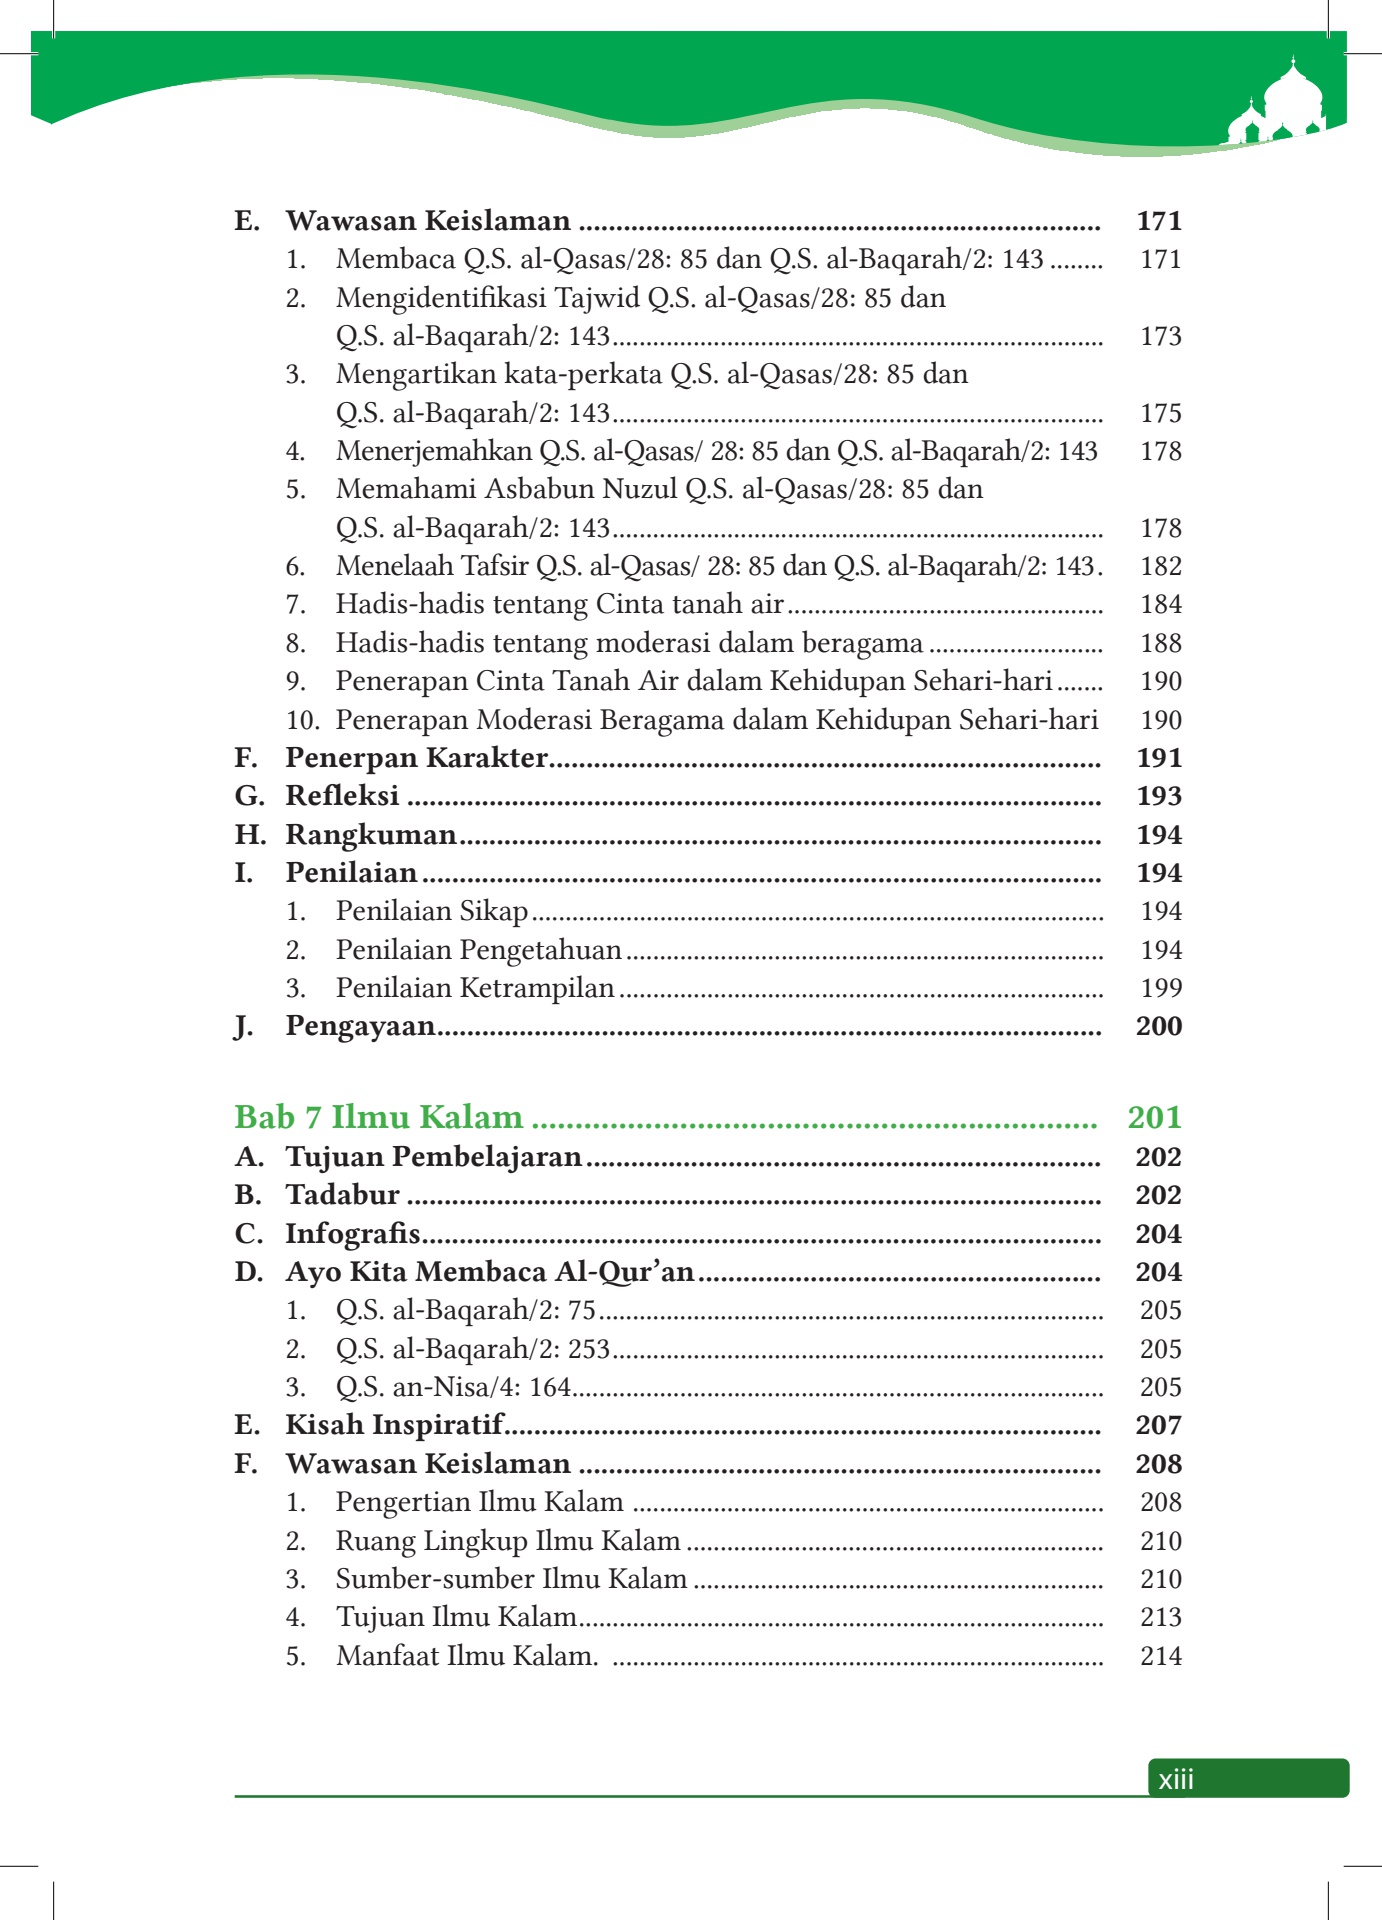 E. Wawasan Keislaman ........ 171
1. Membaca Q.S. al-Qasas/28: 85 dan Q.S. al-Baqarah/2: 143 ........ 171
2. Mengidentifikasi Tajwid Q.S. al-Qasas/28: 85 dan
Q.S. al-Baqarah/2: 143........ 173
3. Mengartikan kata-perkata Q.S. al-Qasas/28: 85 dan
Q.S. al-Baqarah/2: 143........ 175
4. Menerjemahkan Q.S. al-Qasas/ 28: 85 dan Q.S. al-Baqarah/2: 143 178
5. Memahami Asbabun Nuzul Q.S. al-Qasas/28: 85 dan
Q.S. al-Baqarah/2: 143........ 178
6. Menelaah Tafsir Q.S. al-Qasas/ 28: 85 dan Q.S. al-Baqarah/2: 143. 182
7. Hadis-hadis tentang Cinta tanah air........ 184
8. Hadis-hadis tentang moderasi dalam beragama ........ 188
9. Penerapan Cinta Tanah Air dalam Kehidupan Sehari-hari....... 190
10. Penerapan Moderasi Beragama dalam Kehidupan Sehari-hari 190
F. Penerpan Karakter........ 191
G. Refleksi ........ 193
H. Rangkuman........ 194
I. Penilaian........ 194
1. Penilaian Sikap........ 194
2. Penilaian Pengetahuan........ 194
3. Penilaian Ketrampilan........ 199
J. Pengayaan........ 200
Bab 7 Ilmu Kalam ........ 201
A. Tujuan Pembelajaran........ 202
B. Tadabur ........ 202
C. Infografis........ 204
D. Ayo Kita Membaca Al-Qur’an........ 204
1. Q.S. al-Baqarah/2: 75........ 205
2. Q.S. al-Baqarah/2: 253........ 205
3. Q.S. an-Nisa/4: 164........ 205
E. Kisah Inspiratif........ 207
F. Wawasan Keislaman ........ 208
1. Pengertian Ilmu Kalam ........ 208
2. Ruang Lingkup Ilmu Kalam ........ 210
3. Sumber-sumber Ilmu Kalam ........ 210
4. Tujuan Ilmu Kalam........ 213
5. Manfaat Ilmu Kalam. ........ 214
xiii